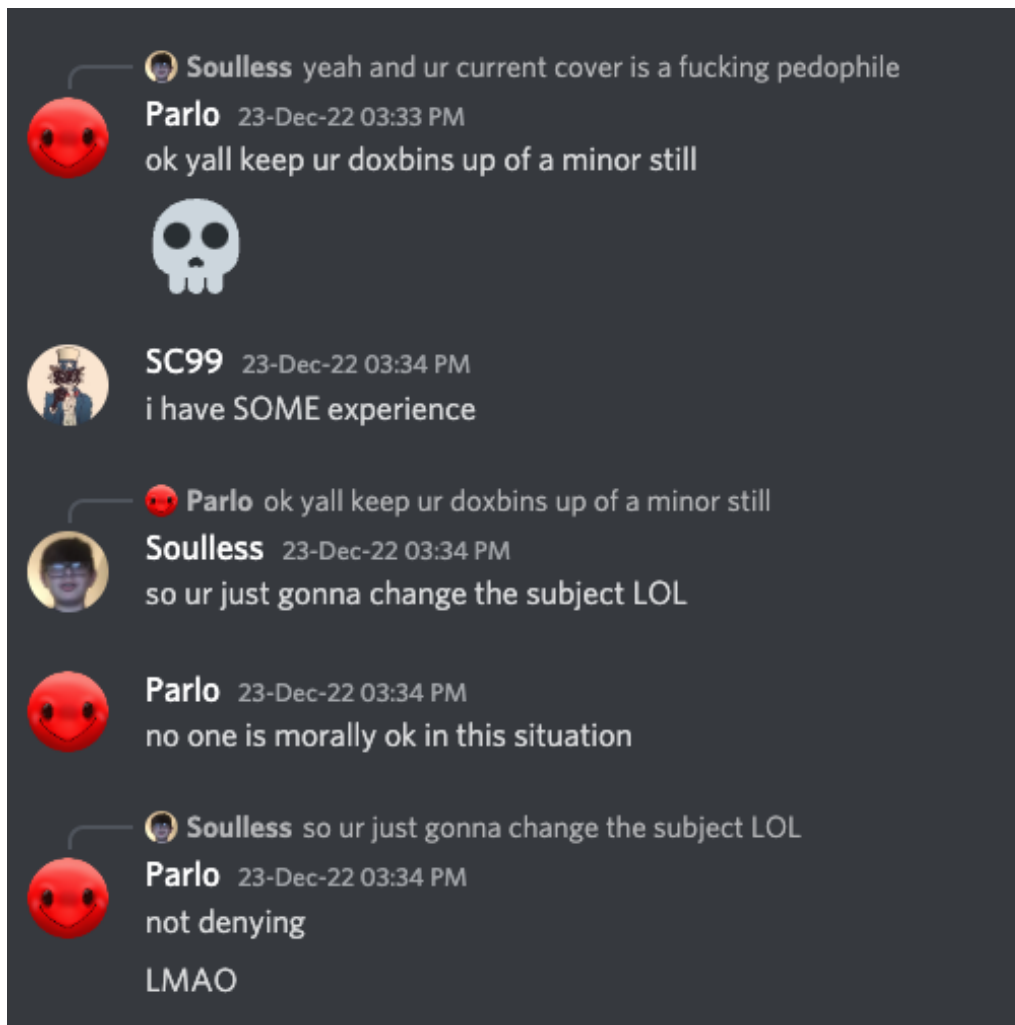 Soulless yeah and ur current cover is a fucking pedophile
Parlo 23-Dec-22 03:33 PM
ok yall keep ur doxbins up of a minor still
SC99 23-Dec-22 03:34 PM
i have SOME experience
Parlo ok yall keep ur doxbins up of a minor still
Soulless 23-Dec-22 03:34 PM
so ur just gonna change the subject LOL
Parlo 23-Dec-22 03:34 PM
no one is morally ok in this situation
Soulless so ur just gonna change the subject LOL
Parlo 23-Dec-22 03:34 PM
not denying
LMAO